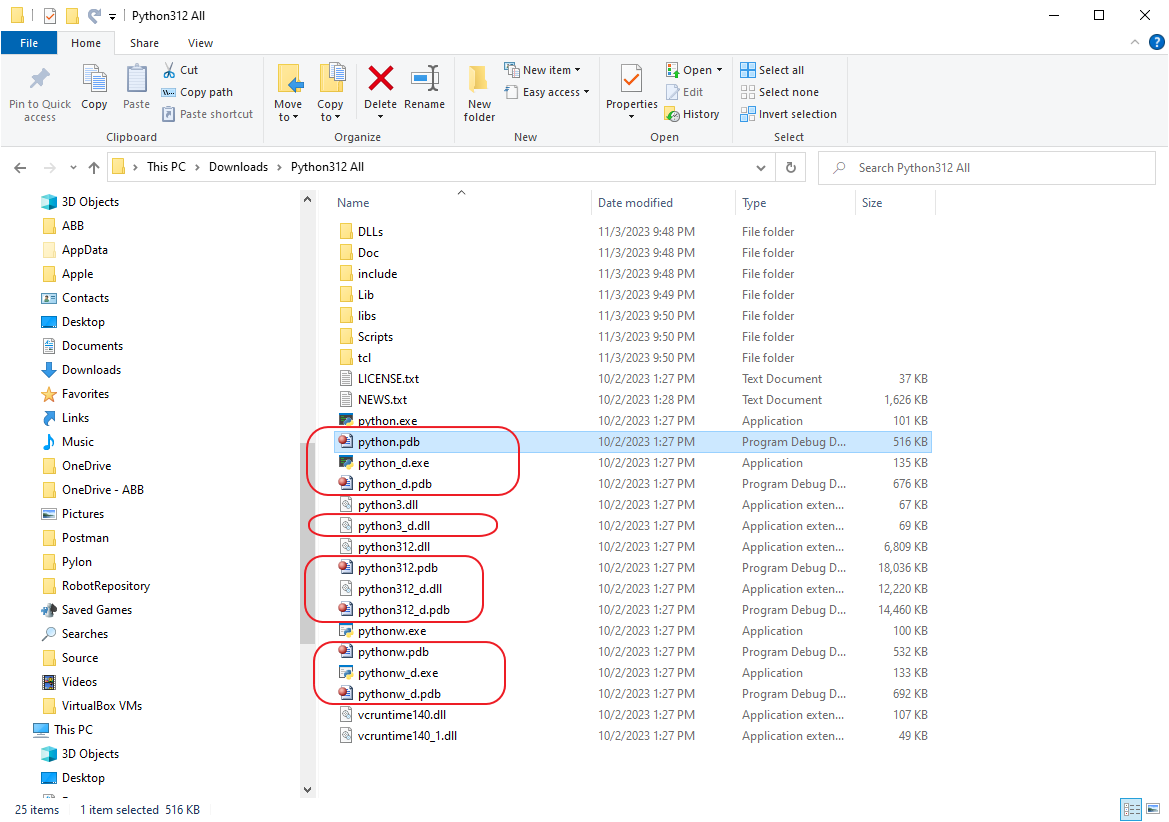 Python312 All
File Home Share View
Pin to Quick access
Copy
Paste
Cut
Copy path
Paste shortcut
Clipboard
Move to
Copy to
Delete
Rename
Organize
New folder
New item
Easy access
New
Properties
Open
Edit
History
Open
Select all
Select none
Invert selection
Select
This PC > Downloads > Python312 All
Search Python312 All
3D Objects
ABB
AppData
Apple
Contacts
Desktop
Documents
Downloads
Favorites
Links
Music
OneDrive
OneDrive - ABB
Pictures
Postman
Pylon
RobotRepository
Saved Games
Searches
Source
Videos
VirtualBox VMs
This PC
3D Objects
Desktop
Name Date modified Type Size
DLLs 11/3/2023 9:48 PM File folder
Doc 11/3/2023 9:48 PM File folder
include 11/3/2023 9:48 PM File folder
Lib 11/3/2023 9:49 PM File folder
libs 11/3/2023 9:50 PM File folder
Scripts 11/3/2023 9:50 PM File folder
tcl 11/3/2023 9:50 PM File folder
LICENSE.txt 10/2/2023 1:27 PM Text Document 37 KB
NEWS.txt 10/2/2023 1:28 PM Text Document 1,626 KB
python.exe 10/2/2023 1:27 PM Application 101 KB
python.pdb 10/2/2023 1:27 PM Program Debug D... 516 KB
python_d.exe 10/2/2023 1:27 PM Application 135 KB
python_d.pdb 10/2/2023 1:27 PM Program Debug D... 676 KB
python3.dll 10/2/2023 1:27 PM Application exten... 67 KB
python3_d.dll 10/2/2023 1:27 PM Application exten... 69 KB
python312.dll 10/2/2023 1:27 PM Application exten... 6,809 KB
python312.pdb 10/2/2023 1:27 PM Program Debug D... 18,036 KB
python312_d.dll 10/2/2023 1:27 PM Application exten... 12,220 KB
python312_d.pdb 10/2/2023 1:27 PM Program Debug D... 14,460 KB
pythonw.exe 10/2/2023 1:27 PM Application 100 KB
pythonw.pdb 10/2/2023 1:27 PM Program Debug D... 532 KB
pythonw_d.exe 10/2/2023 1:27 PM Application 133 KB
pythonw_d.pdb 10/2/2023 1:27 PM Program Debug D... 692 KB
vcruntime140.dll 10/2/2023 1:27 PM Application exten... 107 KB
vcruntime140_1.dll 10/2/2023 1:27 PM Application exten... 49 KB
25 items 1 item selected 516 KB